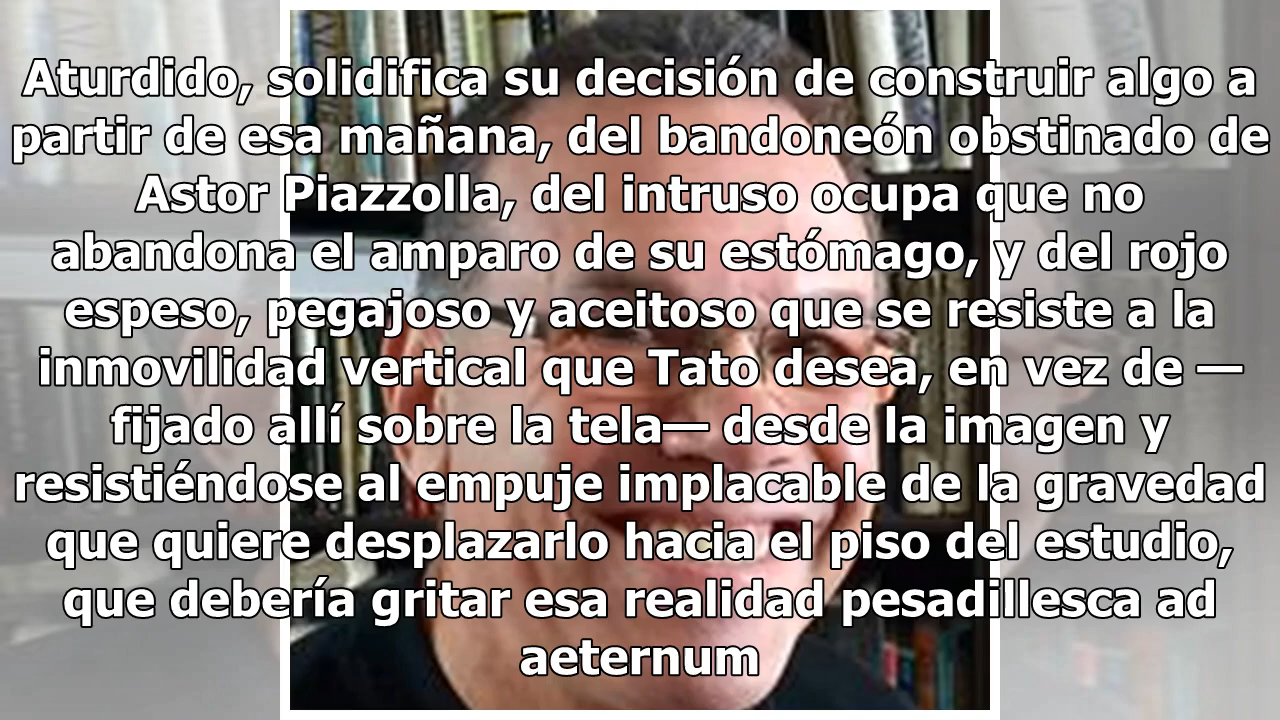 Aturdido, solidifica su decisión de construir algo a
partir de esa mañana, del bandoneón obstinado de
Astor Piazzolla, del intruso ocupa que no
abandona el amparo de su estómago, y del rojo
espeso, pegajoso y aceitoso que se resiste a la
inmovilidad vertical que Tato desea, en vez de —
fijado allí sobre la tela— desde la imagen y
resistiéndose al empuje implacable de la gravedad
que quiere desplazarlo hacia el piso del estudio,
que debería gritar esa realidad pesadillesca ad
aeternum